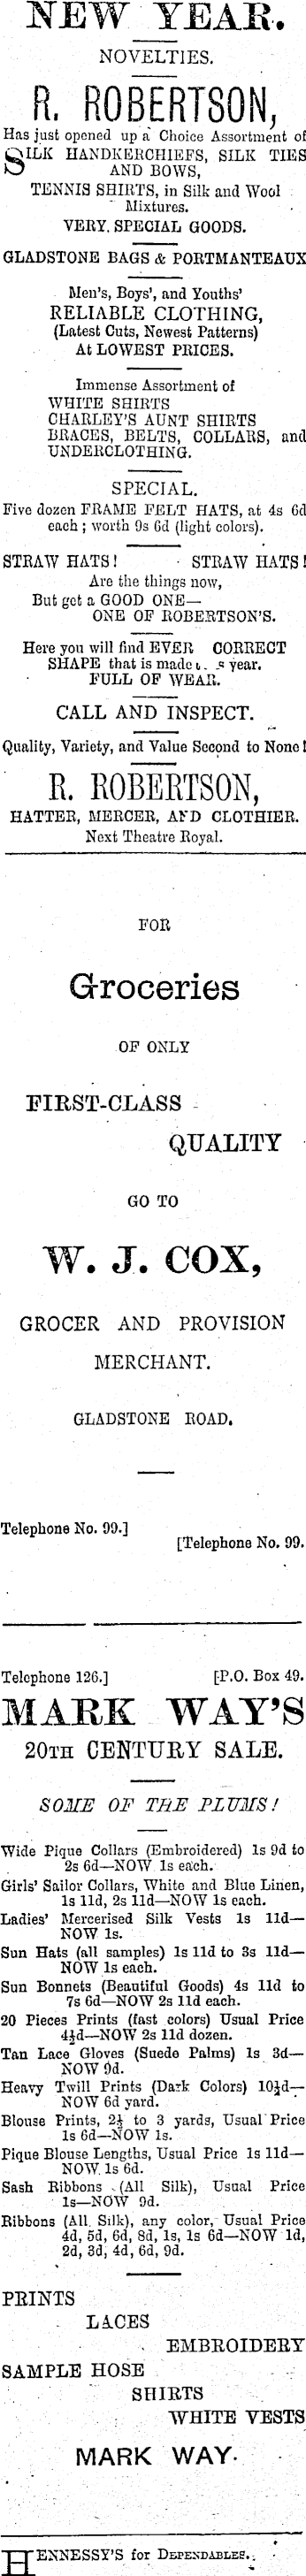 NEW YEAR.
NOVELTIES.
R. ROBERTSON,
Has just opened up a Choice Assortment of
SILK HANDKERCHIEFS, SILK TIES
AND BOWS,
TENNIS SHIRTS, in Silk and Wool
Mixtures.
VERY. SPECIAL GOODS.
GLADSTONE BAGS & PORTMANTEAUX
Men's, Boys', and Youths'
RELIABLE CLOTHING,
(Latest Cuts, Newest Patterns)
At LOWEST PRICES.
Immense Assortment of
WHITE SHIRTS
CHARLEY'S AUNT SHIRTS
BRACES, BELTS, COLLARS, and
UNDERCLOTHING.
SPECIAL.
Five dozen FRAME FELT HATS, at 4s 6d
each; worth 9s 6d (light colors).
STRAW HATS! STRAW HATS!
Are the things now,
But get a GOOD ONE—
ONE OF ROBERTSON'S.
Here you will find EVER CORRECT
SHAPE that is made year.
FULL OF WEAR.
CALL AND INSPECT.
Quality, Variety, and Value Second to None!
R. ROBERTSON,
HATTER, MERCER, AND CLOTHIER.
Next Theatre Royal.
FOR
Groceries
OF ONLY
FIRST-CLASS
QUALITY
GO TO
W. J. COX,
GROCER AND PROVISION
MERCHANT.
GLADSTONE ROAD.
Telephone No. 99.]
[Telephone No. 99.
Telephone 126.] [P.O. Box 49.
MARK WAY'S
20TH CENTURY SALE.
SOME OF THE PLUMS!
Wide Pique Collars (Embroidered) 1s 9d to
2s 6d—NOW 1s each.
Girls' Sailor Collars, White and Blue Linen,
1s 11d, 2s 11d—NOW 1s each.
Ladies' Mercerised Silk Vests 1s 11d—
NOW 1s.
Sun Hats (all samples) 1s 11d to 3s 11d—
NOW 1s each.
Sun Bonnets (Beautiful Goods) 4s 11d to
7s 6d—NOW 2s 11d each.
20 Pieces Prints (fast colors) Usual Price
4½d—NOW 2s 11d dozen.
Tan Lace Gloves (Suede Palms) 1s 3d—
NOW 9d.
Heavy Twill Prints (Dark Colors) 10½d—
NOW 6d yard.
Blouse Prints, 2½ to 3 yards, Usual Price
1s 6d—NOW 1s.
Pique Blouse Lengths, Usual Price 1s 11d—
NOW 1s 6d.
Sash Ribbons (All Silk), Usual Price
1s—NOW 9d.
Ribbons (All Silk), any color, Usual Price
4d, 5d, 6d, 8d, 1s, 1s 6d—NOW 1d,
2d, 3d, 4d, 6d, 9d.
PRINTS
LACES
EMBROIDERY
SAMPLE HOSE
SHIRTS
WHITE VESTS
MARK WAY.
HENNESSY'S for DEPENDABLES.